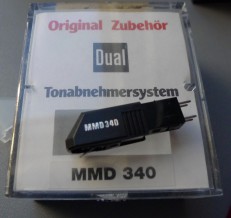 Original Zubehör
Dual
Tonabnehmersystem
MMD 340
MMD 340